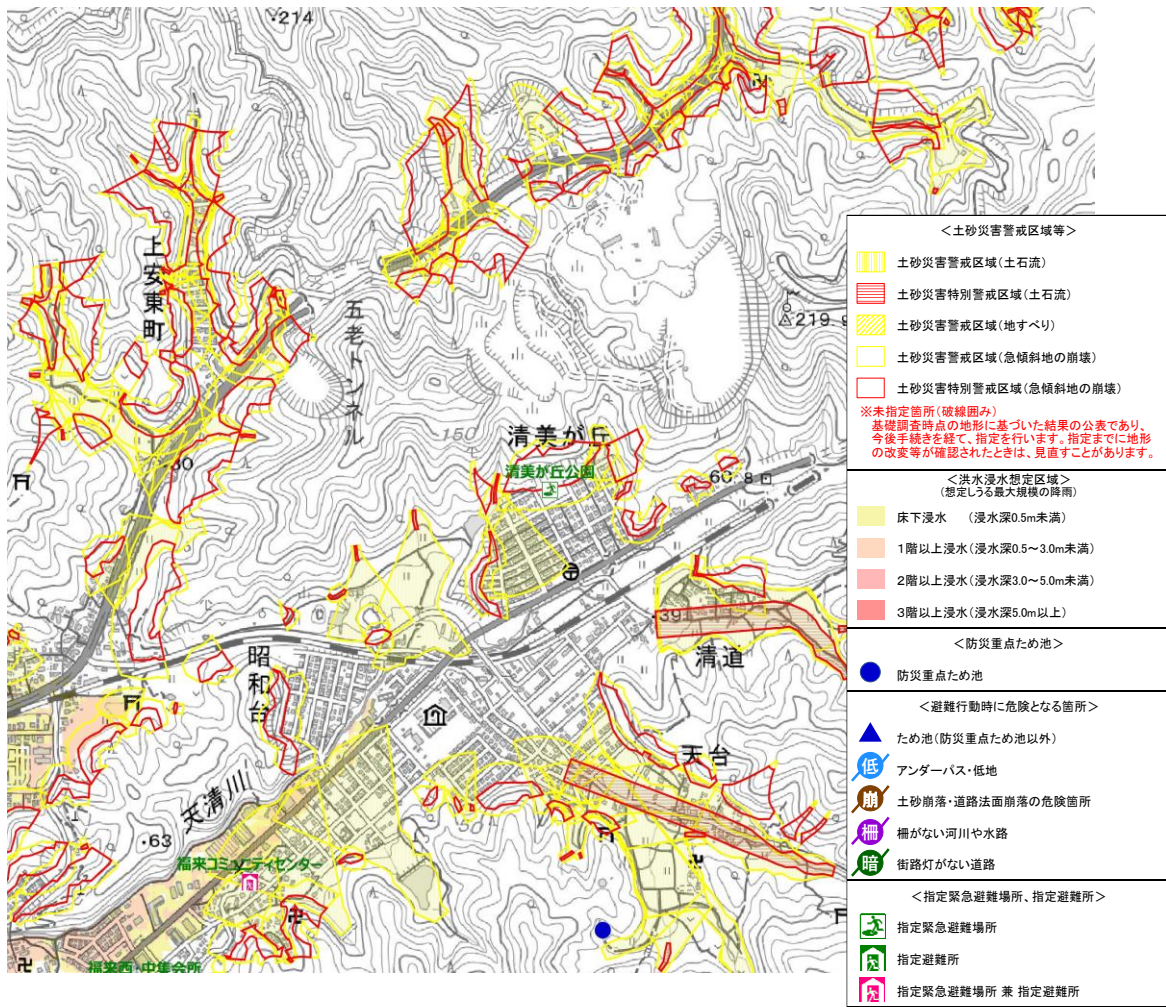 ・214
上安東町
五老トンネル
150
219.9
清美が丘
清美が丘公園
60.8
80
39
清道
昭和台
天台
天清川
・63
50
福来コミュニティセンター
福来西・中集会所
＜土砂災害警戒区域等＞
土砂災害警戒区域(土石流)
土砂災害特別警戒区域(土石流)
土砂災害警戒区域(地すべり)
土砂災害警戒区域(急傾斜地の崩壊)
土砂災害特別警戒区域(急傾斜地の崩壊)
※未指定箇所(破線囲み)
基礎調査時点の地形に基づいた結果の公表であり、
今後手続きを経て、指定を行います。指定までに地形
の改変等が確認されたときは、見直すことがあります。
＜洪水浸水想定区域＞
(想定しうる最大規模の降雨)
床下浸水　(浸水深0.5m未満)
1階以上浸水(浸水深0.5～3.0m未満)
2階以上浸水(浸水深3.0～5.0m未満)
3階以上浸水(浸水深5.0m以上)
＜防災重点ため池＞
防災重点ため池
＜避難行動時に危険となる箇所＞
ため池(防災重点ため池以外)
低 アンダーパス・低地
崩 土砂崩落・道路法面崩落の危険箇所
柵 柵がない河川や水路
暗 街路灯がない道路
＜指定緊急避難場所、指定避難所＞
指定緊急避難場所
指定避難所
指定緊急避難場所 兼 指定避難所